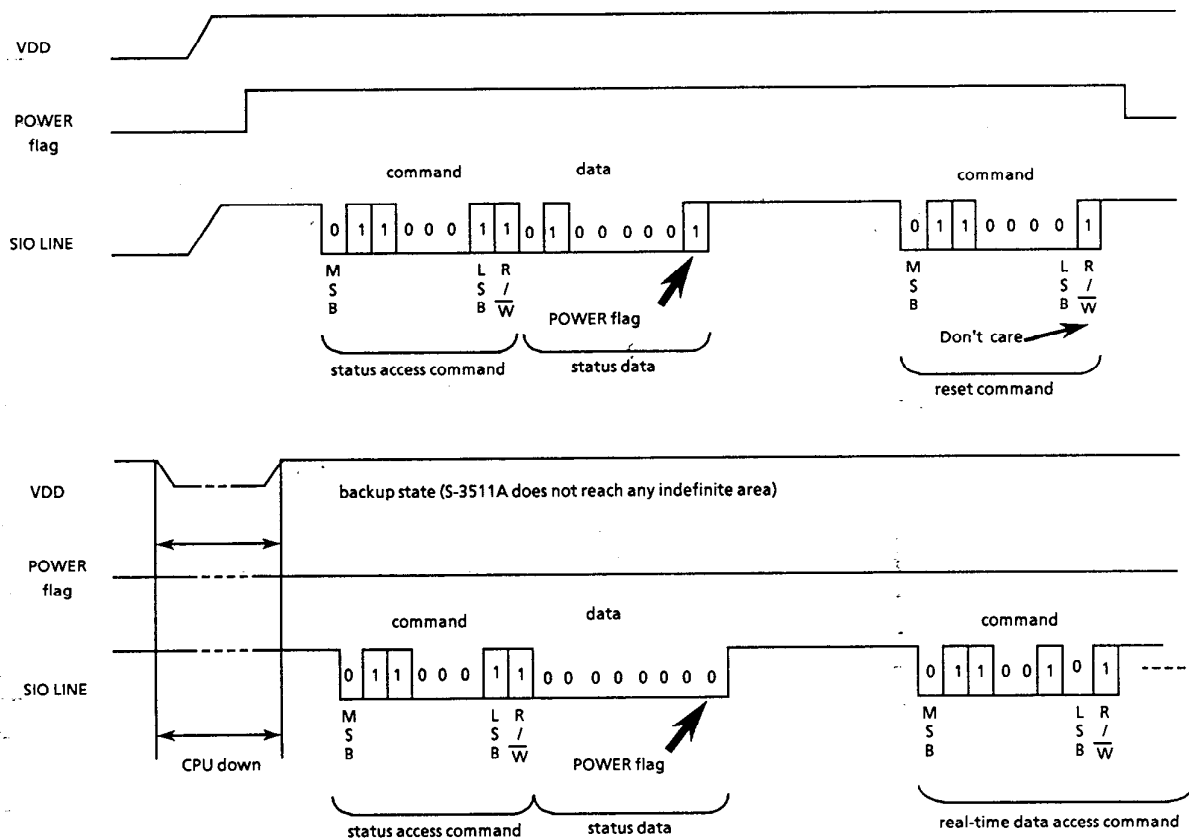 VDD
POWER
flag
command data command
SIO LINE
0 1 1 0 0 0 1 1 0 1 0 0 0 0 0 1
0 1 1 0 0 0 0 1
M
S
B
L
S
B
R
/
W
POWER flag
M
S
B
L
S
B
R
/
W
Don't care
status access command
status data
reset command
VDD
backup state (S-3511A does not reach any indefinite area)
POWER
flag
command data command
SIO LINE
0 1 1 0 0 0 1 1 0 0 0 0 0 0 0 0
0 1 1 0 0 1 0 1
M
S
B
L
S
B
R
/
W
POWER flag
M
S
B
L
S
B
R
/
W
CPU down
status access command
status data
real-time data access command